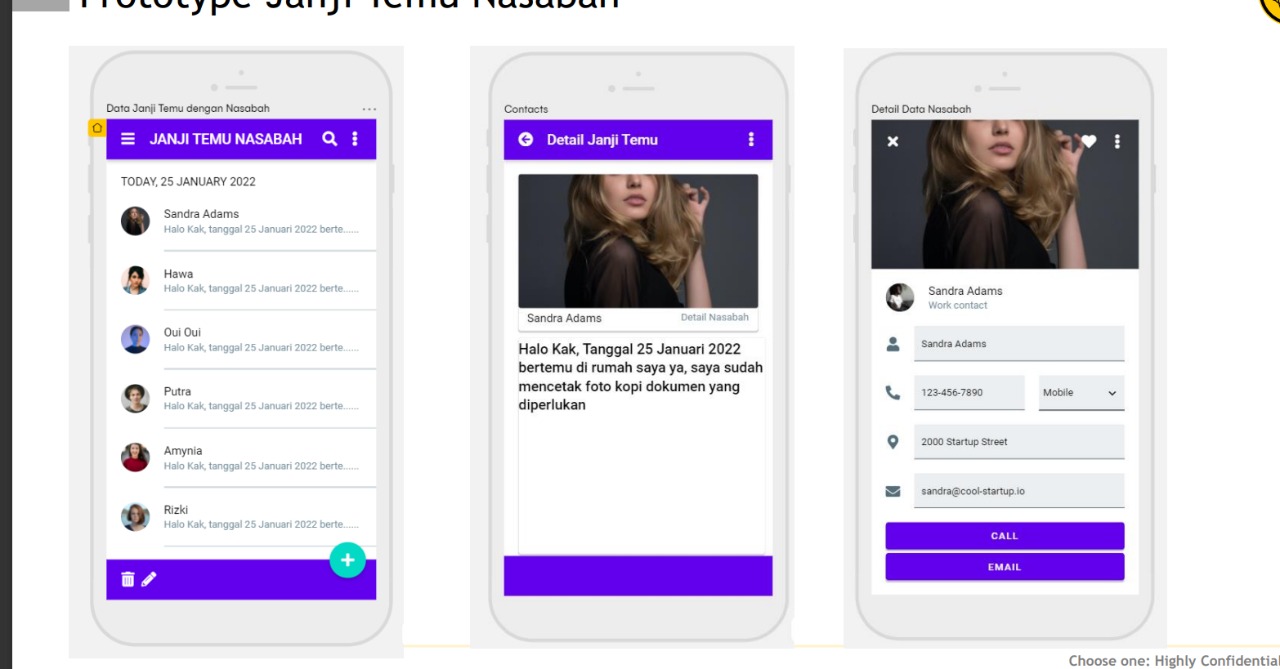 Prototype Janji Temu Nasabah
Data Janji Temu dengan Nasabah
JANJI TEMU NASABAH
TODAY, 25 JANUARY 2022
Sandra Adams
Halo Kak, tanggal 25 Januari 2022 berte......
Hawa
Halo Kak, tanggal 25 Januari 2022 berte......
Oui Oui
Halo Kak, tanggal 25 Januari 2022 berte......
Putra
Halo Kak, tanggal 25 Januari 2022 berte......
Amynia
Halo Kak, tanggal 25 Januari 2022 berte......
Rizki
Halo Kak, tanggal 25 Januari 2022 berte......
Contacts
Detail Janji Temu
Sandra Adams Detail Nasabah
Halo Kak, Tanggal 25 Januari 2022
bertemu di rumah saya ya, saya sudah
mencetak foto kopi dokumen yang
diperlukan
Detail Data Nasabah
Sandra Adams
Work contact
Sandra Adams
123-456-7890 Mobile
2000 Startup Street
sandra@cool-startup.io
CALL
EMAIL
Choose one: Highly Confidential